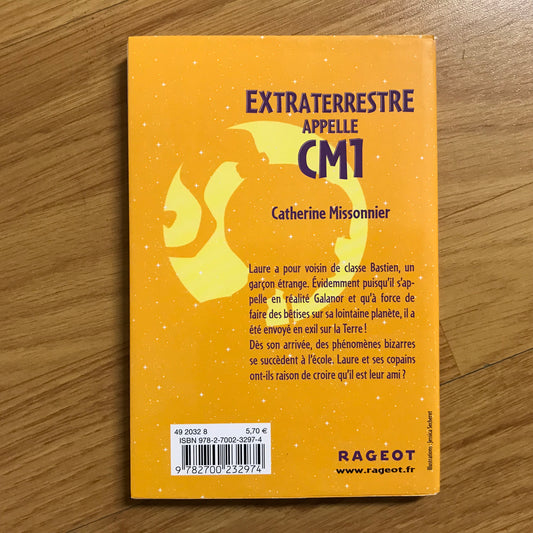 EXTRATERRESTRE
APPELLE
CM1
Catherine Missonnier
Laure a pour voisin de classe Bastien, un
garçon étrange. Évidemment puisqu'il s'ap-
pelle en réalité Galanor et qu'à force de
faire des bêtises sur sa lointaine planète, il a
été envoyé en exil sur la Terre !
Dès son arrivée, des phénomènes bizarres
se succèdent à l'école. Laure et ses copains
ont-ils raison de croire qu'il est leur ami ?
49 2032 8 5,70 €
ISBN 978-2-7002-3297-4
9 782700 232974
RAGEOT
www.rageot.fr
Illustrations : Jessica Secheret